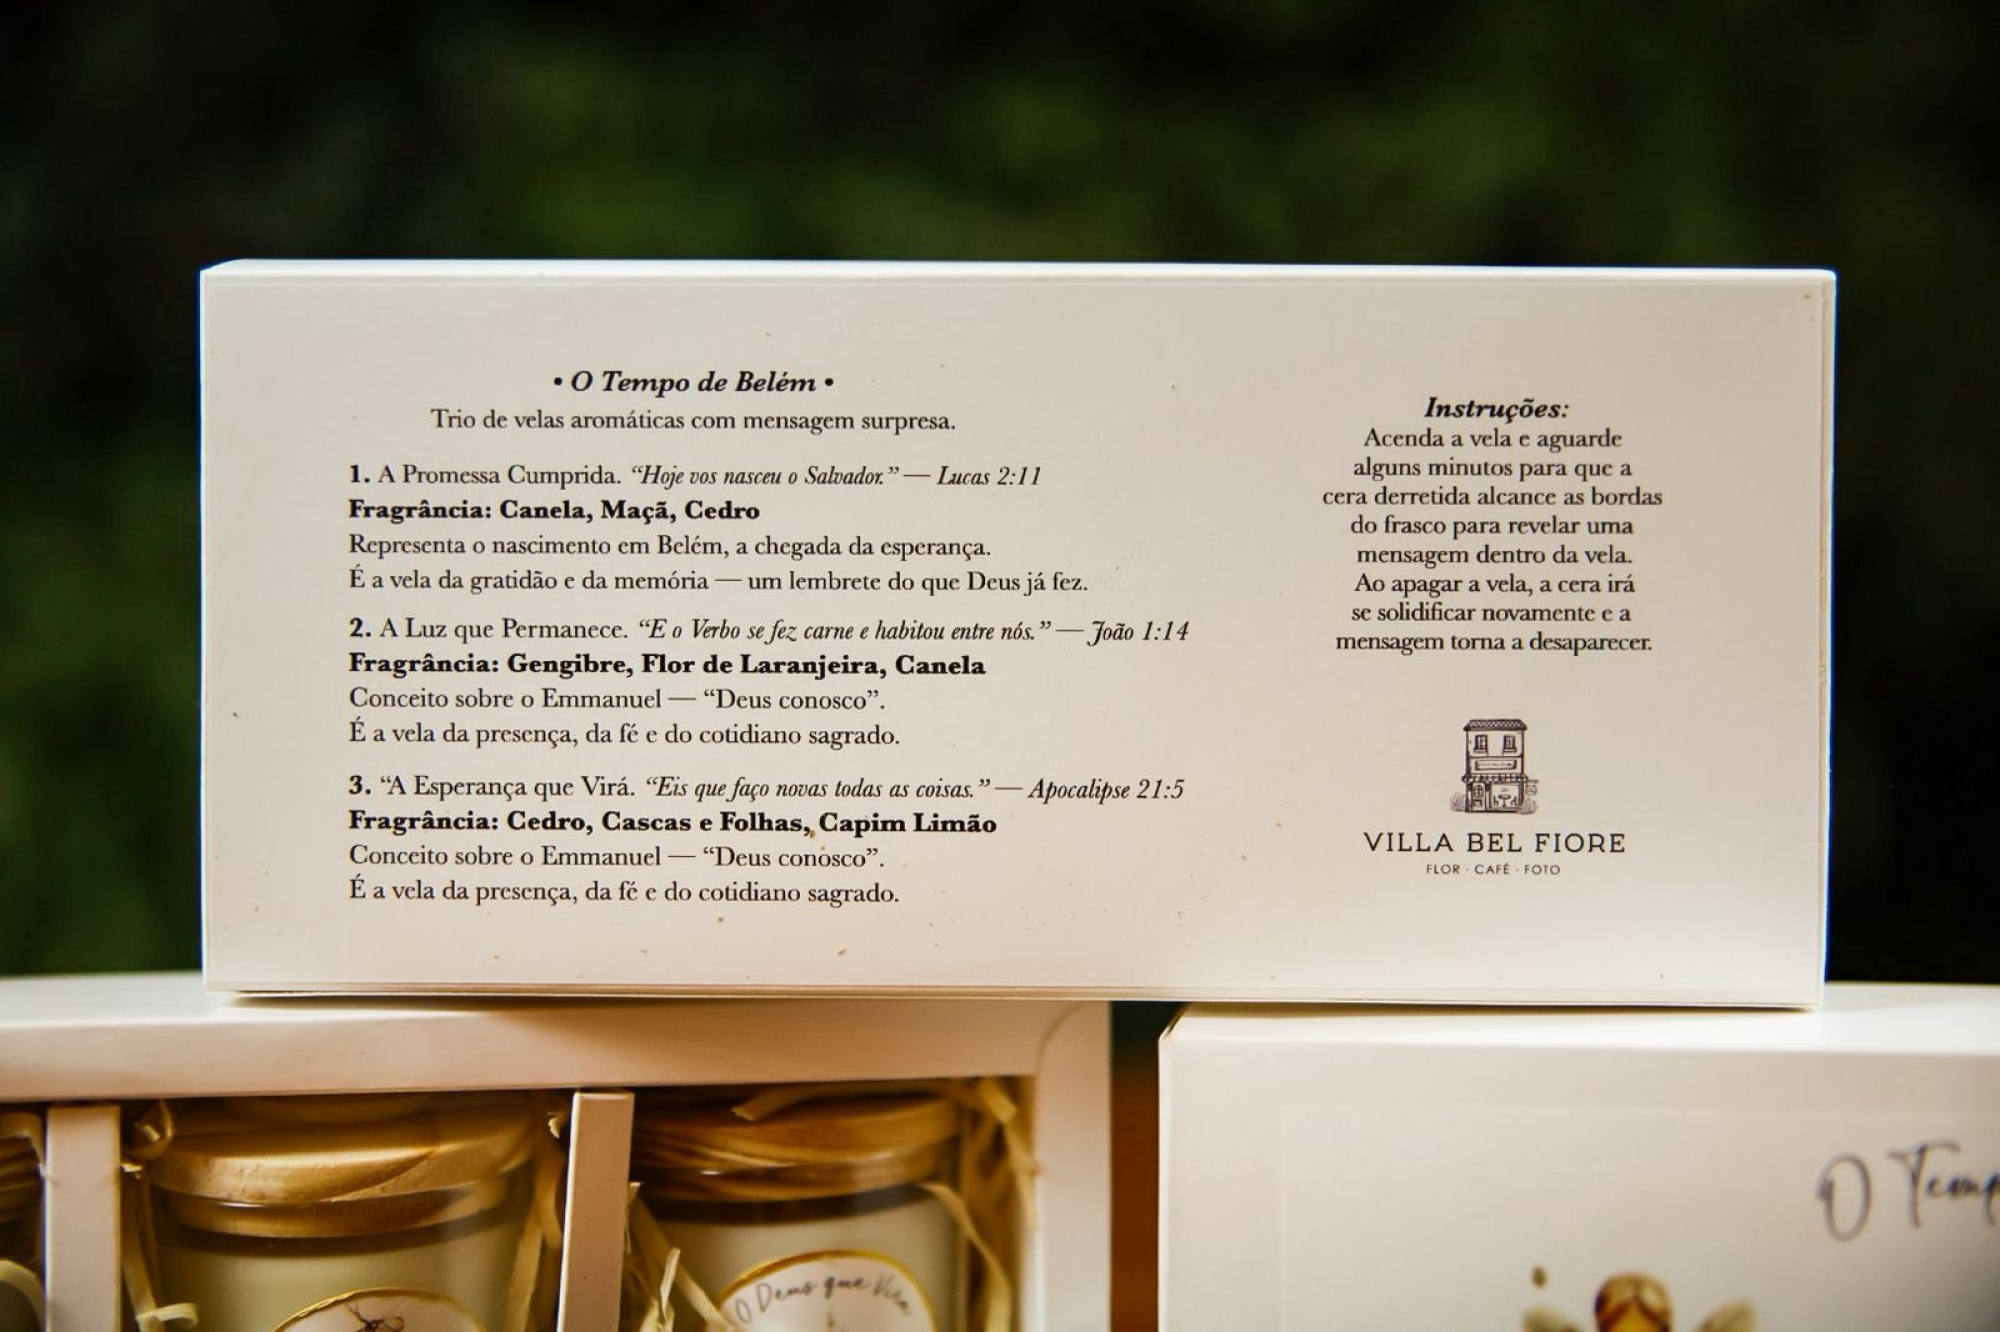 • O Tempo de Belém •
Trio de velas aromáticas com mensagem surpresa.
1. A Promessa Cumprida. “Hoje vos nasceu o Salvador.” — Lucas 2:11
Fragrância: Canela, Maçã, Cedro
Representa o nascimento em Belém, a chegada da esperança.
É a vela da gratidão e da memória — um lembrete do que Deus já fez.
2. A Luz que Permanece. “E o Verbo se fez carne e habitou entre nós.” — João 1:14
Fragrância: Gengibre, Flor de Laranjeira, Canela
Conceito sobre o Emmanuel — “Deus conosco”.
É a vela da presença, da fé e do cotidiano sagrado.
3. “A Esperança que Virá. “Eis que faço novas todas as coisas.” — Apocalipse 21:5
Fragrância: Cedro, Cascas e Folhas, Capim Limão
Conceito sobre o Emmanuel — “Deus conosco”.
É a vela da presença, da fé e do cotidiano sagrado.
Instruções:
Acenda a vela e aguarde
alguns minutos para que a
cera derretida alcance as bordas
do frasco para revelar uma
mensagem dentro da vela.
Ao apagar a vela, a cera irá
se solidificar novamente e a
mensagem torna a desaparecer.
VILLA BEL FIORE
FLOR · CAFÉ · FOTO
O Deus que
O